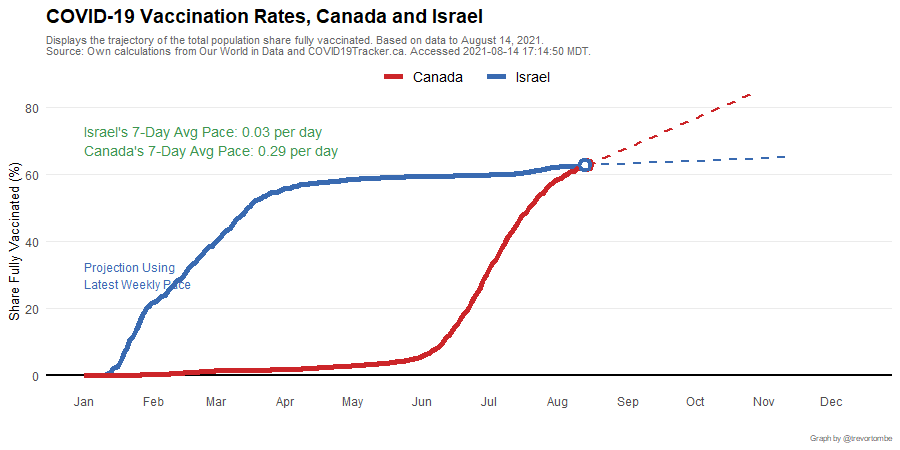 COVID-19 Vaccination Rates, Canada and Israel
Displays the trajectory of the total population share fully vaccinated. Based on data to August 14, 2021.
Source: Own calculations from Our World in Data and COVID19Tracker.ca. Accessed 2021-08-14 17:14:50 MDT.
Canada Israel
80
Israel's 7-Day Avg Pace: 0.03 per day
Canada's 7-Day Avg Pace: 0.29 per day
60
Share Fully Vaccinated (%)
40
Projection Using
Latest Weekly Pace
20
0
Jan Feb Mar Apr May Jun Jul Aug Sep Oct Nov Dec
Graph by @trevortombe